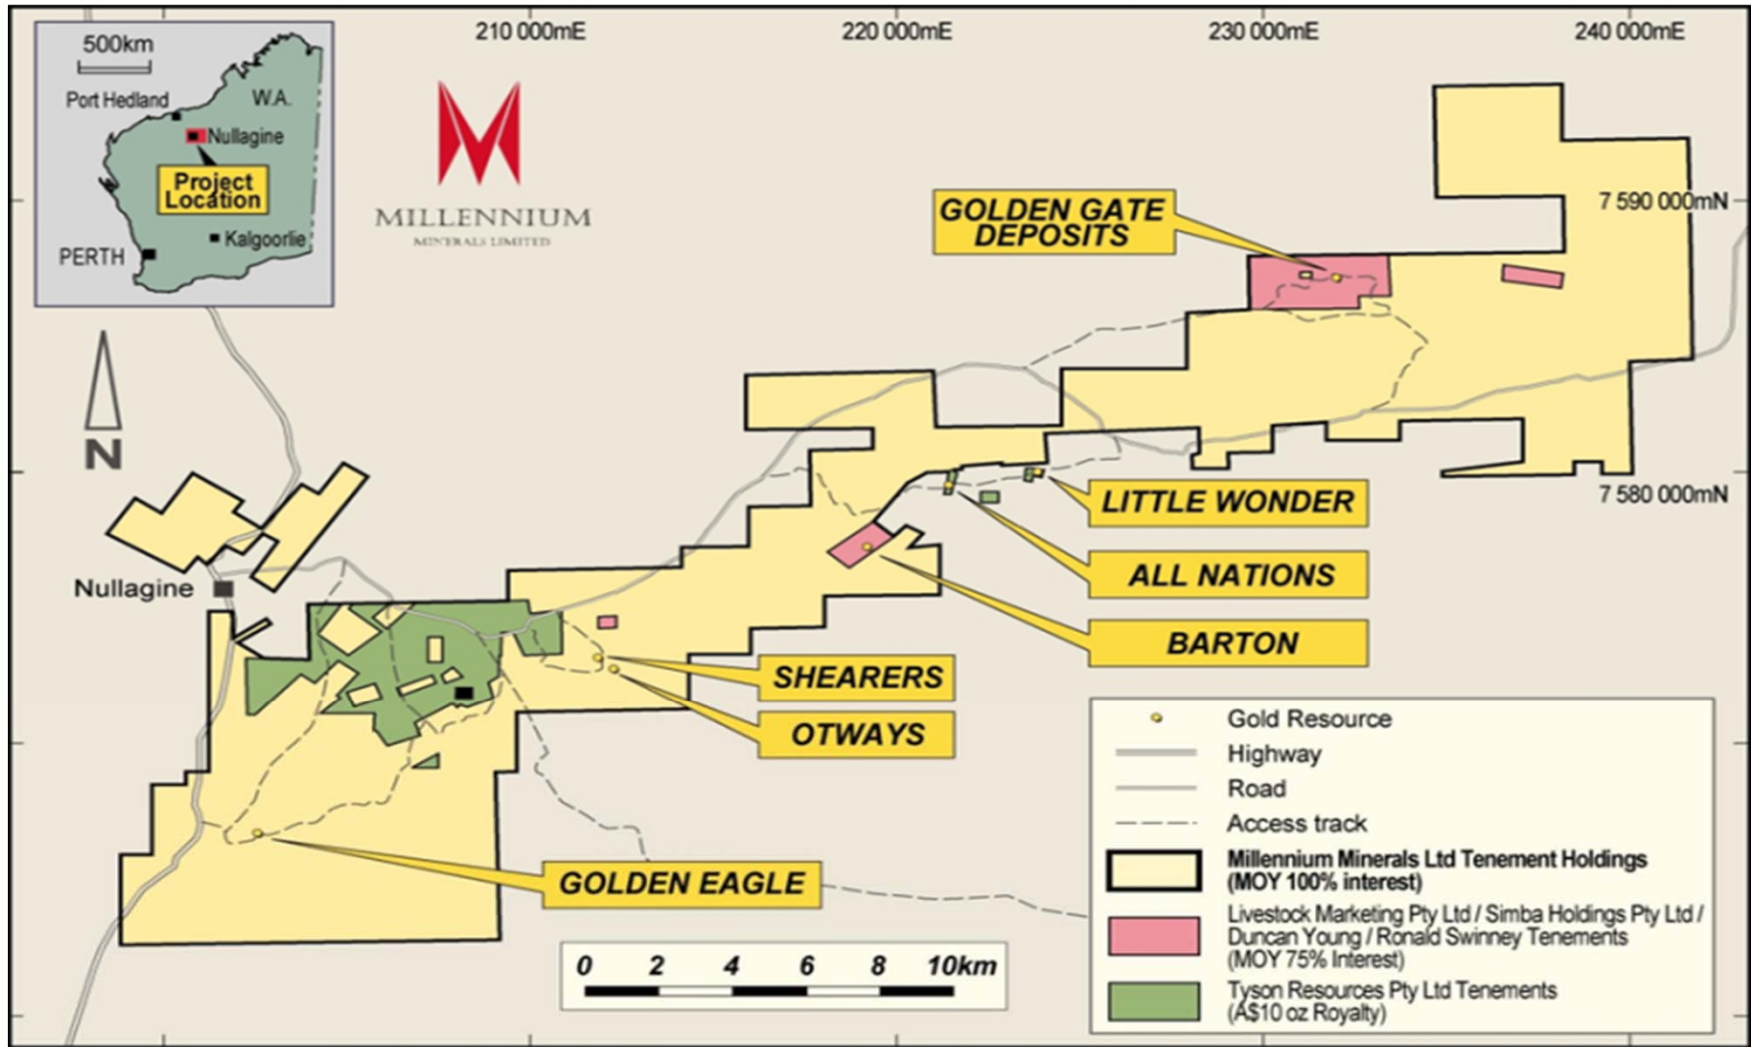 210 000mE
220 000mE
230 000mE
240 000mE
500km
Port Hedland
W.A.
Nullagine
Project
Location
Kalgoorlie
PERTH
MILLENNIUM
MINERALS LIMITED
GOLDEN GATE
DEPOSITS
7 590 000mN
N
7 580 000mN
LITTLE WONDER
ALL NATIONS
Nullagine
BARTON
SHEARERS
OTWAYS
GOLDEN EAGLE
0 2 4 6 8 10km
Gold Resource
Highway
Road
Access track
Millennium Minerals Ltd Tenement Holdings
(MOY 100% interest)
Livestock Marketing Pty Ltd / Simba Holdings Pty Ltd /
Duncan Young / Ronald Swinney Tenements
(MOY 75% Interest)
Tyson Resources Pty Ltd Tenements
(A$10 oz Royalty)